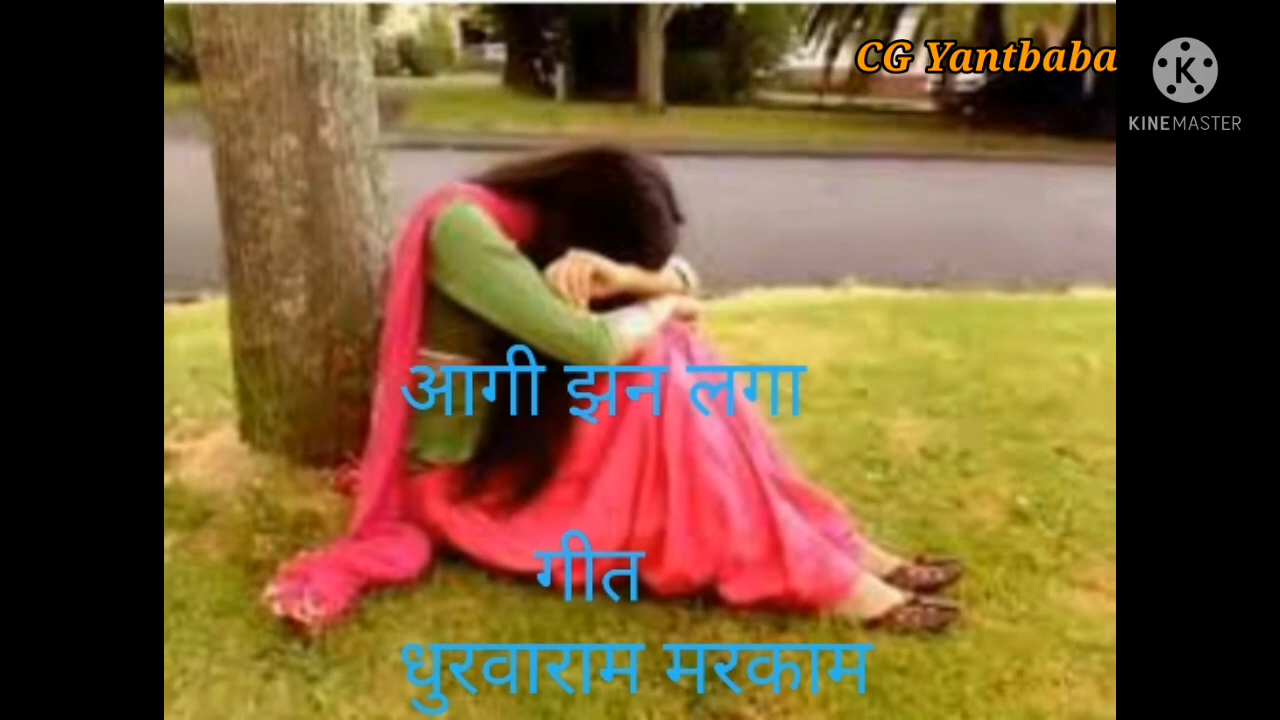 CG Yantbaba
KINEMASTER
आगी झन लगा
गीत
धुरवाराम मरकाम